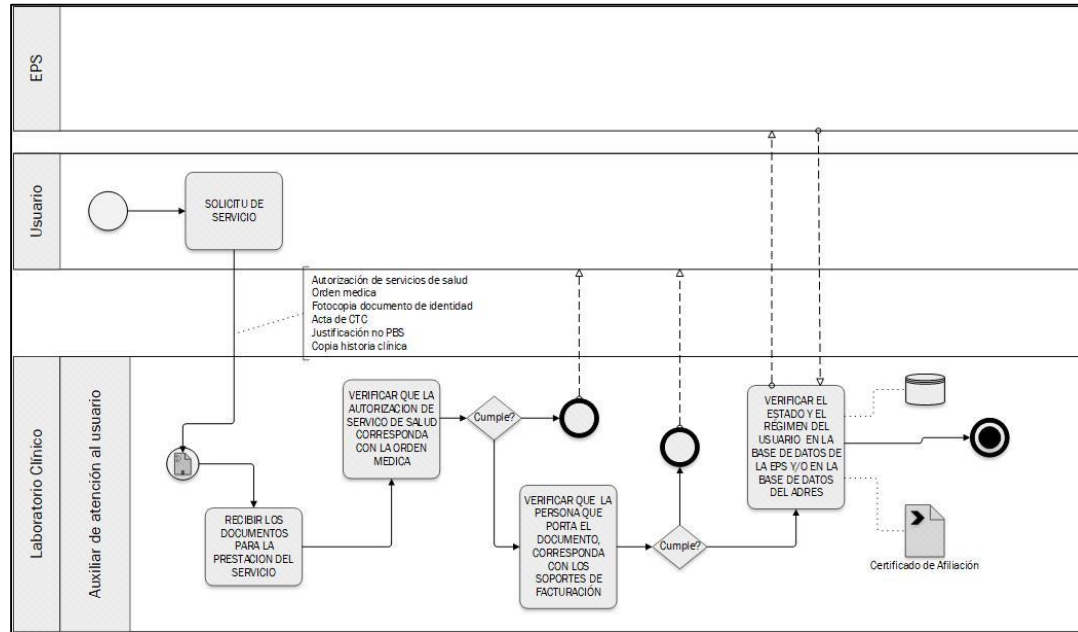 EPS
Usuario
SOLICITU DE
SERVICIO
Autorización de servicios de salud
Orden medica
Fotocopia documento de identidad
Acta de CTC
Justificación no PBS
Copia historia clínica
Laboratorio Clínico
Auxiliar de atención al usuario
RECIBIR LOS
DOCUMENTOS
PARA LA
PRESTACION DEL
SERVICIO
VERIFICAR QUE LA
AUTORIZACION DE
SERVICO DE SALUD
CORRESPONDA
CON LA ORDEN
MEDICA
Cumple?
VERIFICAR QUE LA
PERSONA QUE
PORTA EL
DOCUMENTO,
CORRESPONDA
CON LOS
SOPORTES DE
FACTURACIÓN
Cumple?
VERIFICAR EL
ESTADO Y EL
RÉGIMEN DEL
USUARIO EN LA
BASE DE DATOS DE
LA EPS Y/O EN LA
BASE DE DATOS
DEL ADRES
Certificado de Afiliación